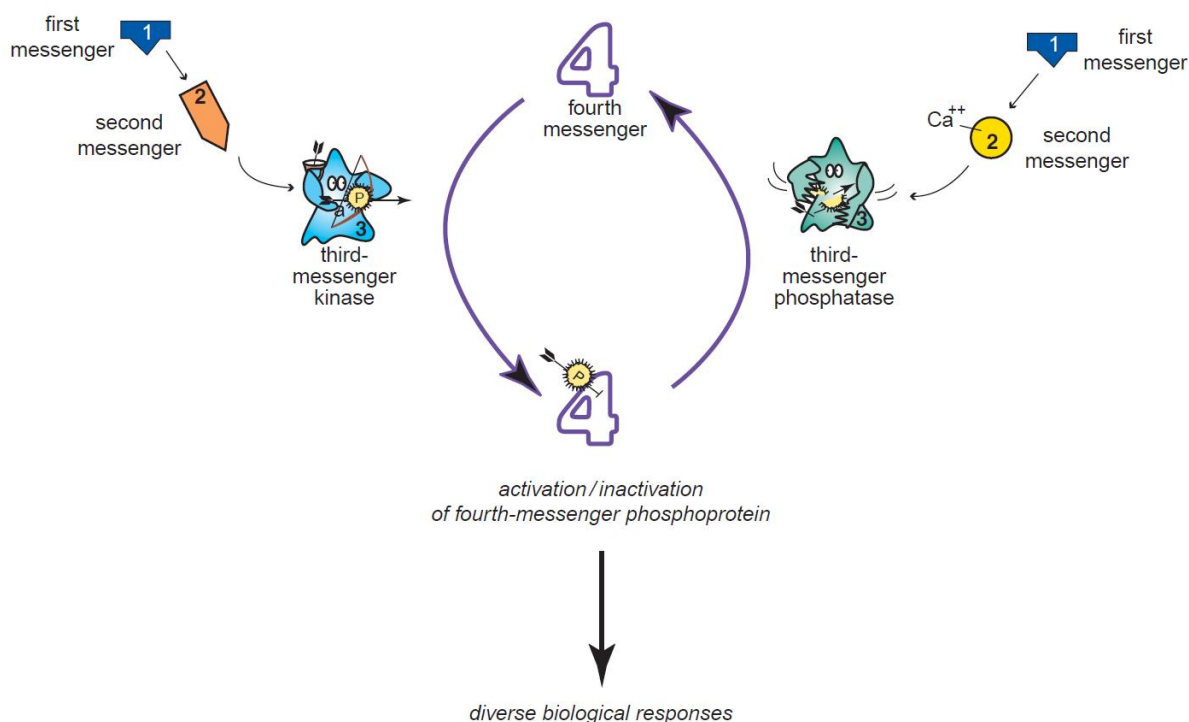 first
messenger
1
2
second
messenger
P
a
3
third-
messenger
kinase
4
fourth
messenger
1
first
messenger
Ca++
2
second
messenger
3
third-
messenger
phosphatase
P
4
activation/inactivation
of fourth-messenger phosphoprotein
diverse biological responses